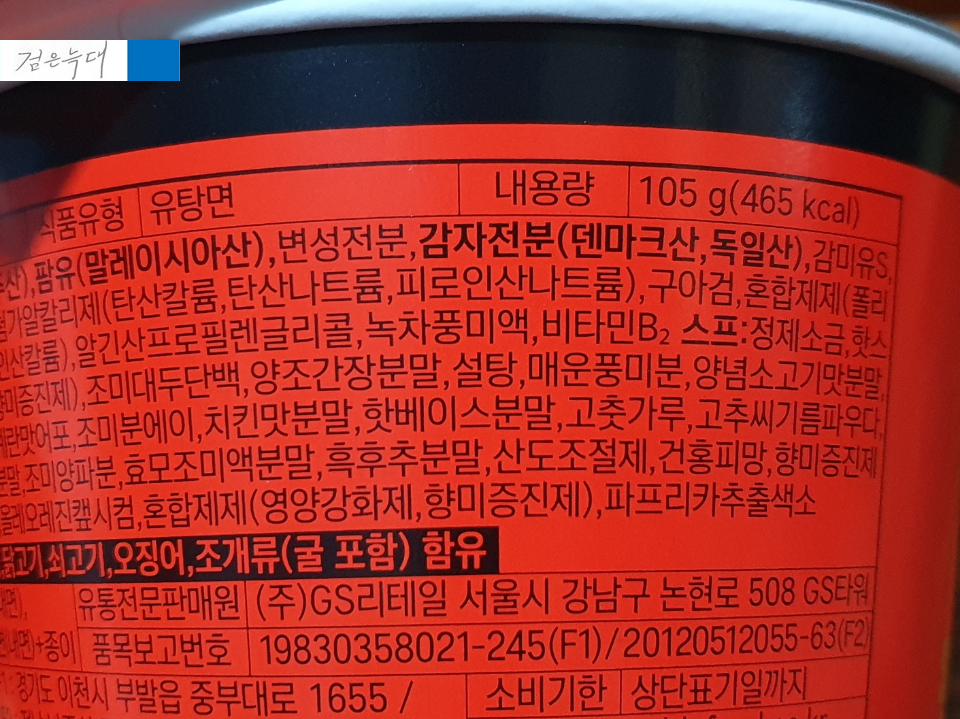 검은늑대
식품유형 유탕면 내용량 105 g(465 kcal)
팜유(말레이시아산),변성전분,감자전분(덴마크산,독일산),감미유S,
알칼리제(탄산칼륨,탄산나트륨,피로인산나트륨),구아검,혼합제제(폴리
인산칼륨),알긴산프로필렌글리콜,녹차풍미액,비타민B₂ 스프:정제소금,핫스
향미증진제),조미대두단백,양조간장분말,설탕,매운풍미분,양념소고기맛분말,
계란맛어포,조미분에이,치킨맛분말,핫베이스분말,고춧가루,고추씨기름파우다,
분말,조미양파분,효모조미액분말,흑후추분말,산도조절제,건홍피망,향미증진제
올레오레진캪시컴,혼합제제(영양강화제,향미증진제),파프리카추출색소
닭고기,쇠고기,오징어,조개류(굴 포함) 함유
유통전문판매원 (주)GS리테일 서울시 강남구 논현로 508 GS타워
+종이 품목보고번호 19830358021-245(F1)/20120512055-63(F2)
경기도 이천시 부발읍 중부대로 1655 / 소비기한 상단표기일까지